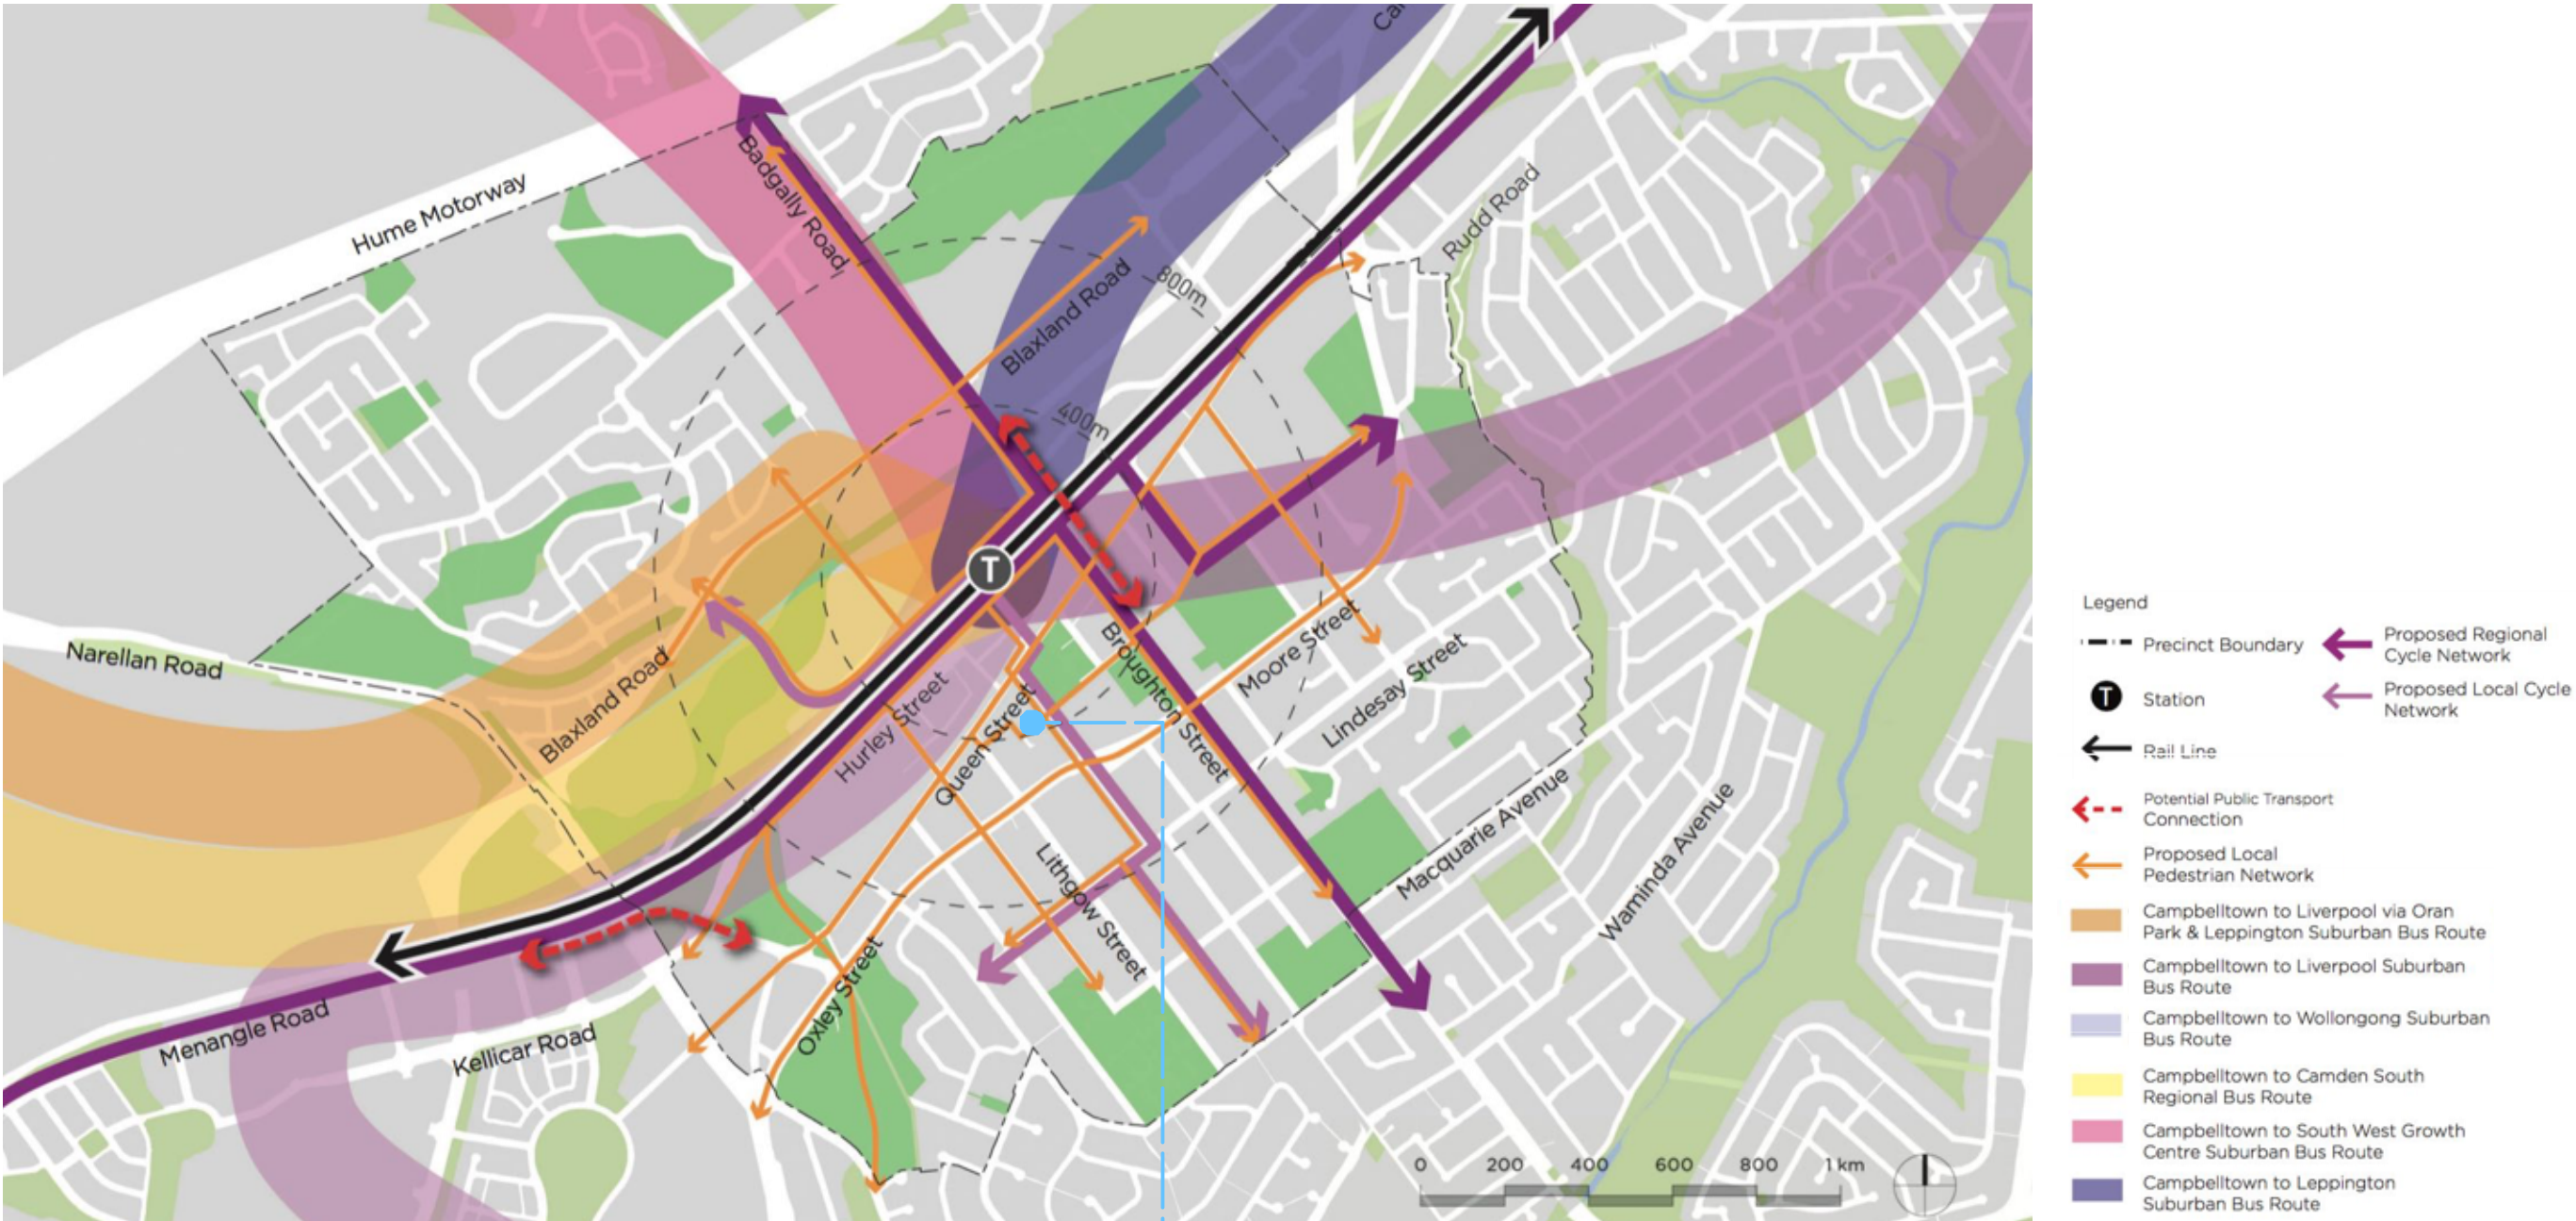 Ca
Hume Motorway
Badgally Road
Rudd Road
800m
Blaxland Road
400m
T
Narellan Road
Blaxland Road
Hurley Street
Queen Street
Broughton Street
Moore Street
Lindesay Street
Macquarie Avenue
Waminda Avenue
Lithgow Street
Oxley Street
Menangle Road
Kellicar Road
0 200 400 600 800 1 km
Legend
Precinct Boundary
T
Station
Rail Line
Potential Public Transport
Connection
Proposed Local
Pedestrian Network
Campbelltown to Liverpool via Oran
Park & Leppington Suburban Bus Route
Campbelltown to Liverpool Suburban
Bus Route
Campbelltown to Wollongong Suburban
Bus Route
Campbelltown to Camden South
Regional Bus Route
Campbelltown to South West Growth
Centre Suburban Bus Route
Campbelltown to Leppington
Suburban Bus Route
Proposed Regional
Cycle Network
Proposed Local Cycle
Network